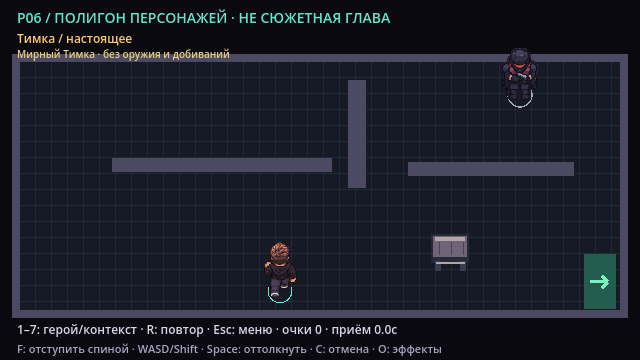 P06 / ПОЛИГОН ПЕРСОНАЖЕЙ · НЕ СЮЖЕТНАЯ ГЛАВА
Тимка / настоящее
Мирный Тимка · без оружия и добиваний
1–7: герой/контекст · R: повтор · Esc: меню · очки 0 · приём 0.0с
F: отступить спиной · WASD/Shift · Space: оттолкнуть · C: отмена · O: эффекты